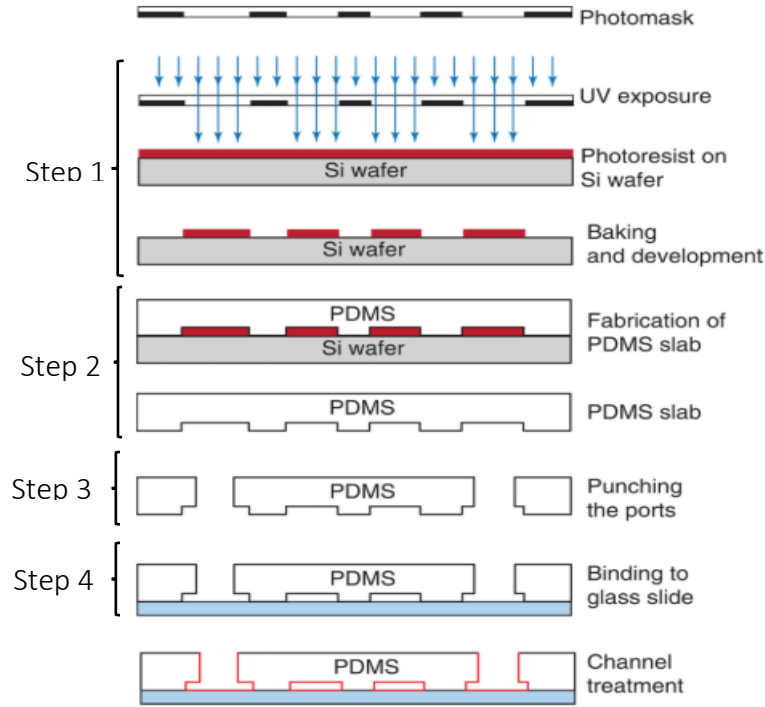 Photomask
UV exposure
Step 1
Photoresist on
Si wafer
Si wafer
Baking
and development
Si wafer
Step 2
PDMS
Fabrication of
PDMS slab
Si wafer
PDMS
PDMS slab
Step 3
PDMS
Punching
the ports
Step 4
PDMS
Binding to
glass slide
PDMS
Channel
treatment